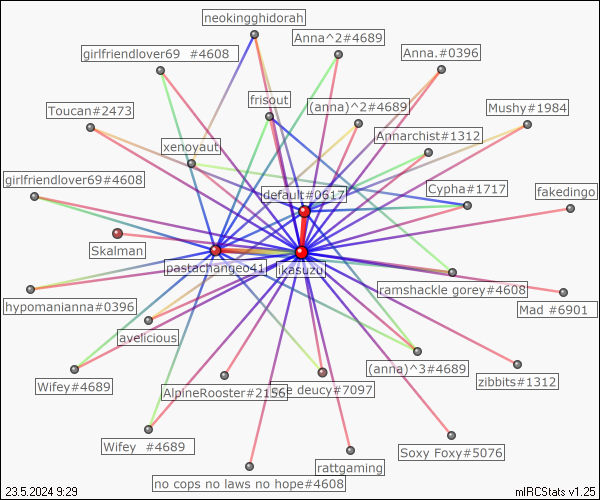 neokingghidorah
Anna^2#4689
girlfriendlover69 #4608
Anna.#0396
frisout
(anna)^2#4689
Toucan#2473
Mushy#1984
Annarchist#1312
xenoyaut
girlfriendlover69#4608
default#0617
Cypha#1717
fakedingo
Skalman
pastachangeo41
likasuzu
ramshackle gorey#4608
hypomanianna#0396
Mad #6901
avelicious
(anna)^3#4689
Wifey#4689
AlpineRooster#2156
deucy#7097
zibbits#1312
Wifey #4689
Soxy Foxy#5076
rattgaming
no cops no laws no hope#4608
23.5.2024 9:29
mIRCStats v1.25